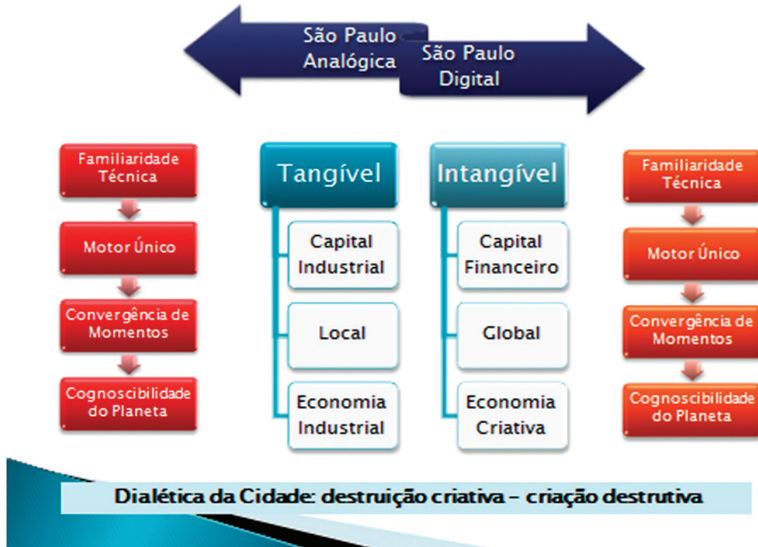 São Paulo
Analógica
São Paulo
Digital
Familiaridade
Técnica
Motor Único
Convergência de
Momentos
Cognoscibilidade
do Planeta
Tangível
Capital
Industrial
Local
Economia
Industrial
Intangível
Capital
Financeiro
Global
Economia
Criativa
Familiaridade
Técnica
Motor Único
Convergência de
Momentos
Cognoscibilidade
do Planeta
Dialética da Cidade: destruição criativa – criação destrutiva